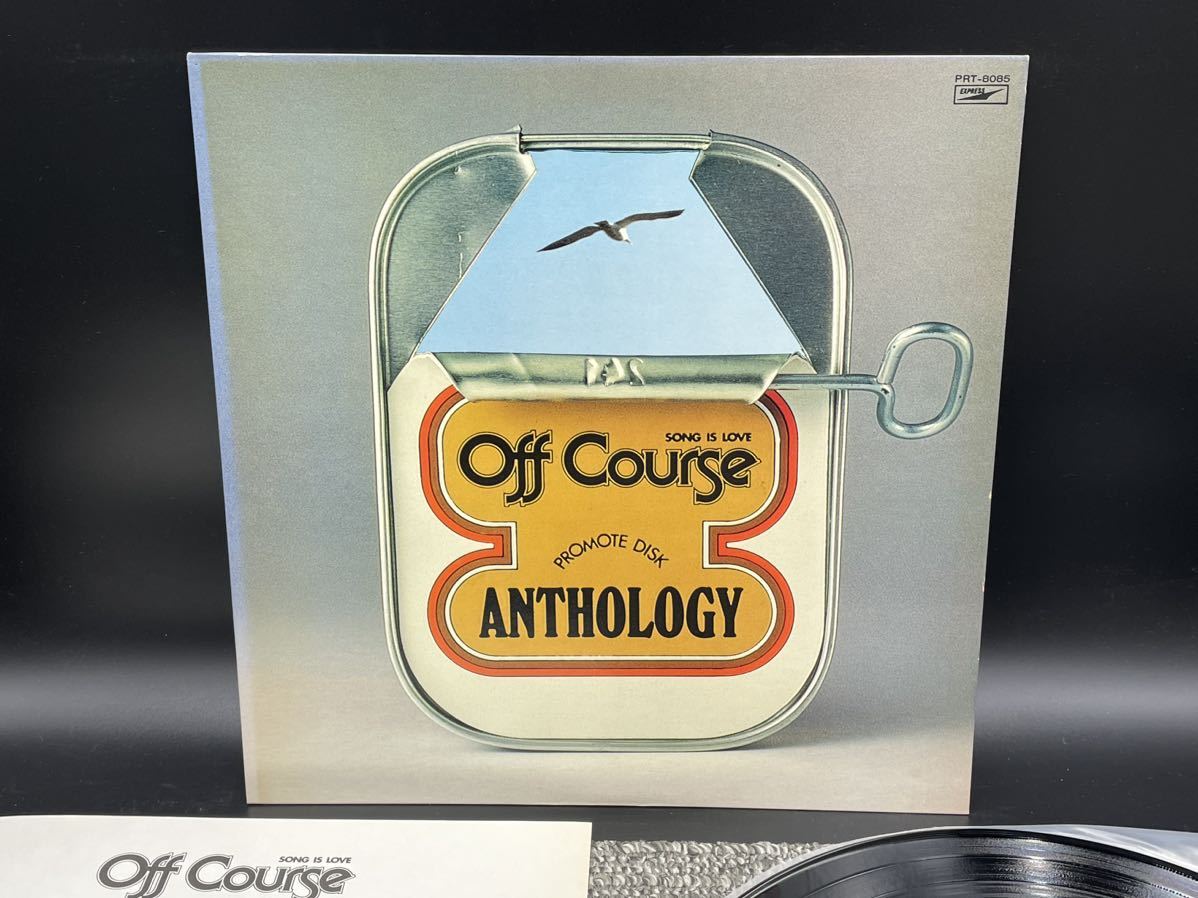 PRT-8085
EXPRESS
SONG IS LOVE
Off Course
PROMOTE DISK
ANTHOLOGY
SONG IS LOVE
Off Course